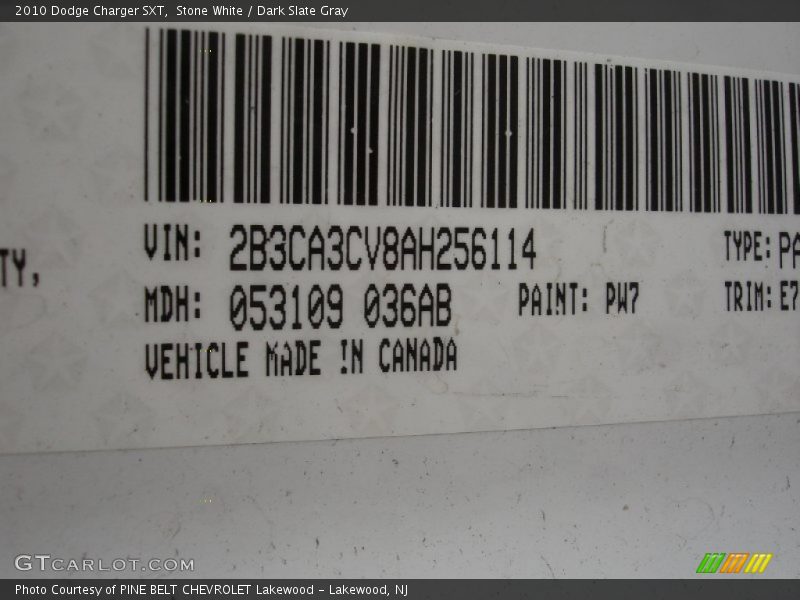 2010 Dodge Charger SXT, Stone White / Dark Slate Gray
TY,
VIN: 2B3CA3CV8AH256114 TYPE: PA
MDH: 053109 036AB PAINT: PW7 TRIM: E7
VEHICLE MADE IN CANADA
GTCARLOT.COM
Photo Courtesy of PINE BELT CHEVROLET Lakewood - Lakewood, NJ